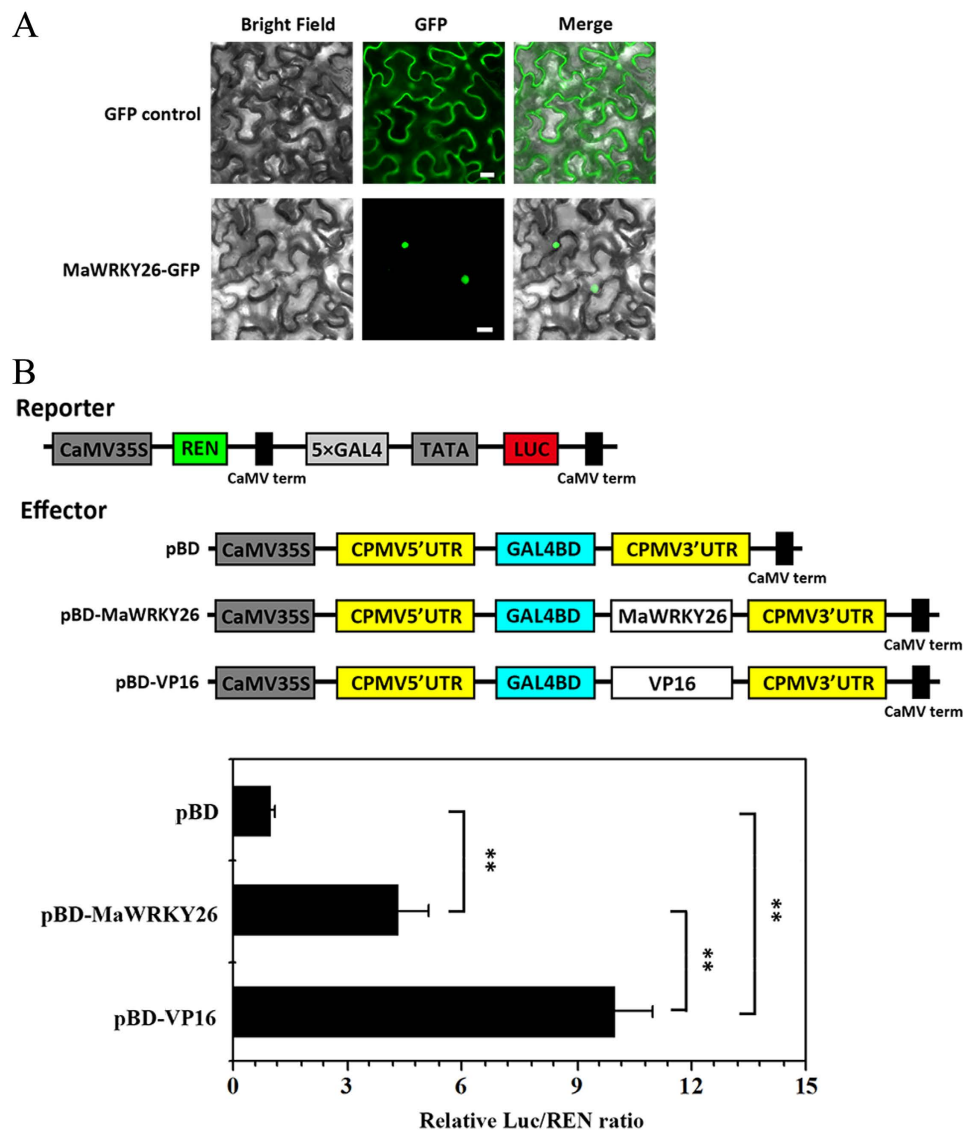 A
Bright Field GFP Merge
GFP control
MaWRKY26-GFP
B
Reporter
CaMV35S REN 5×GAL4 TATA LUC
CaMV term CaMV term
Effector
pBD CaMV35S CPMV5'UTR GAL4BD CPMV3'UTR
CaMV term
pBD-MaWRKY26 CaMV35S CPMV5'UTR GAL4BD MaWRKY26 CPMV3'UTR
CaMV term
pBD-VP16 CaMV35S CPMV5'UTR GAL4BD VP16 CPMV3'UTR
CaMV term
pBD
**
**
pBD-MaWRKY26
**
pBD-VP16
0 3 6 9 12 15
Relative Luc/REN ratio